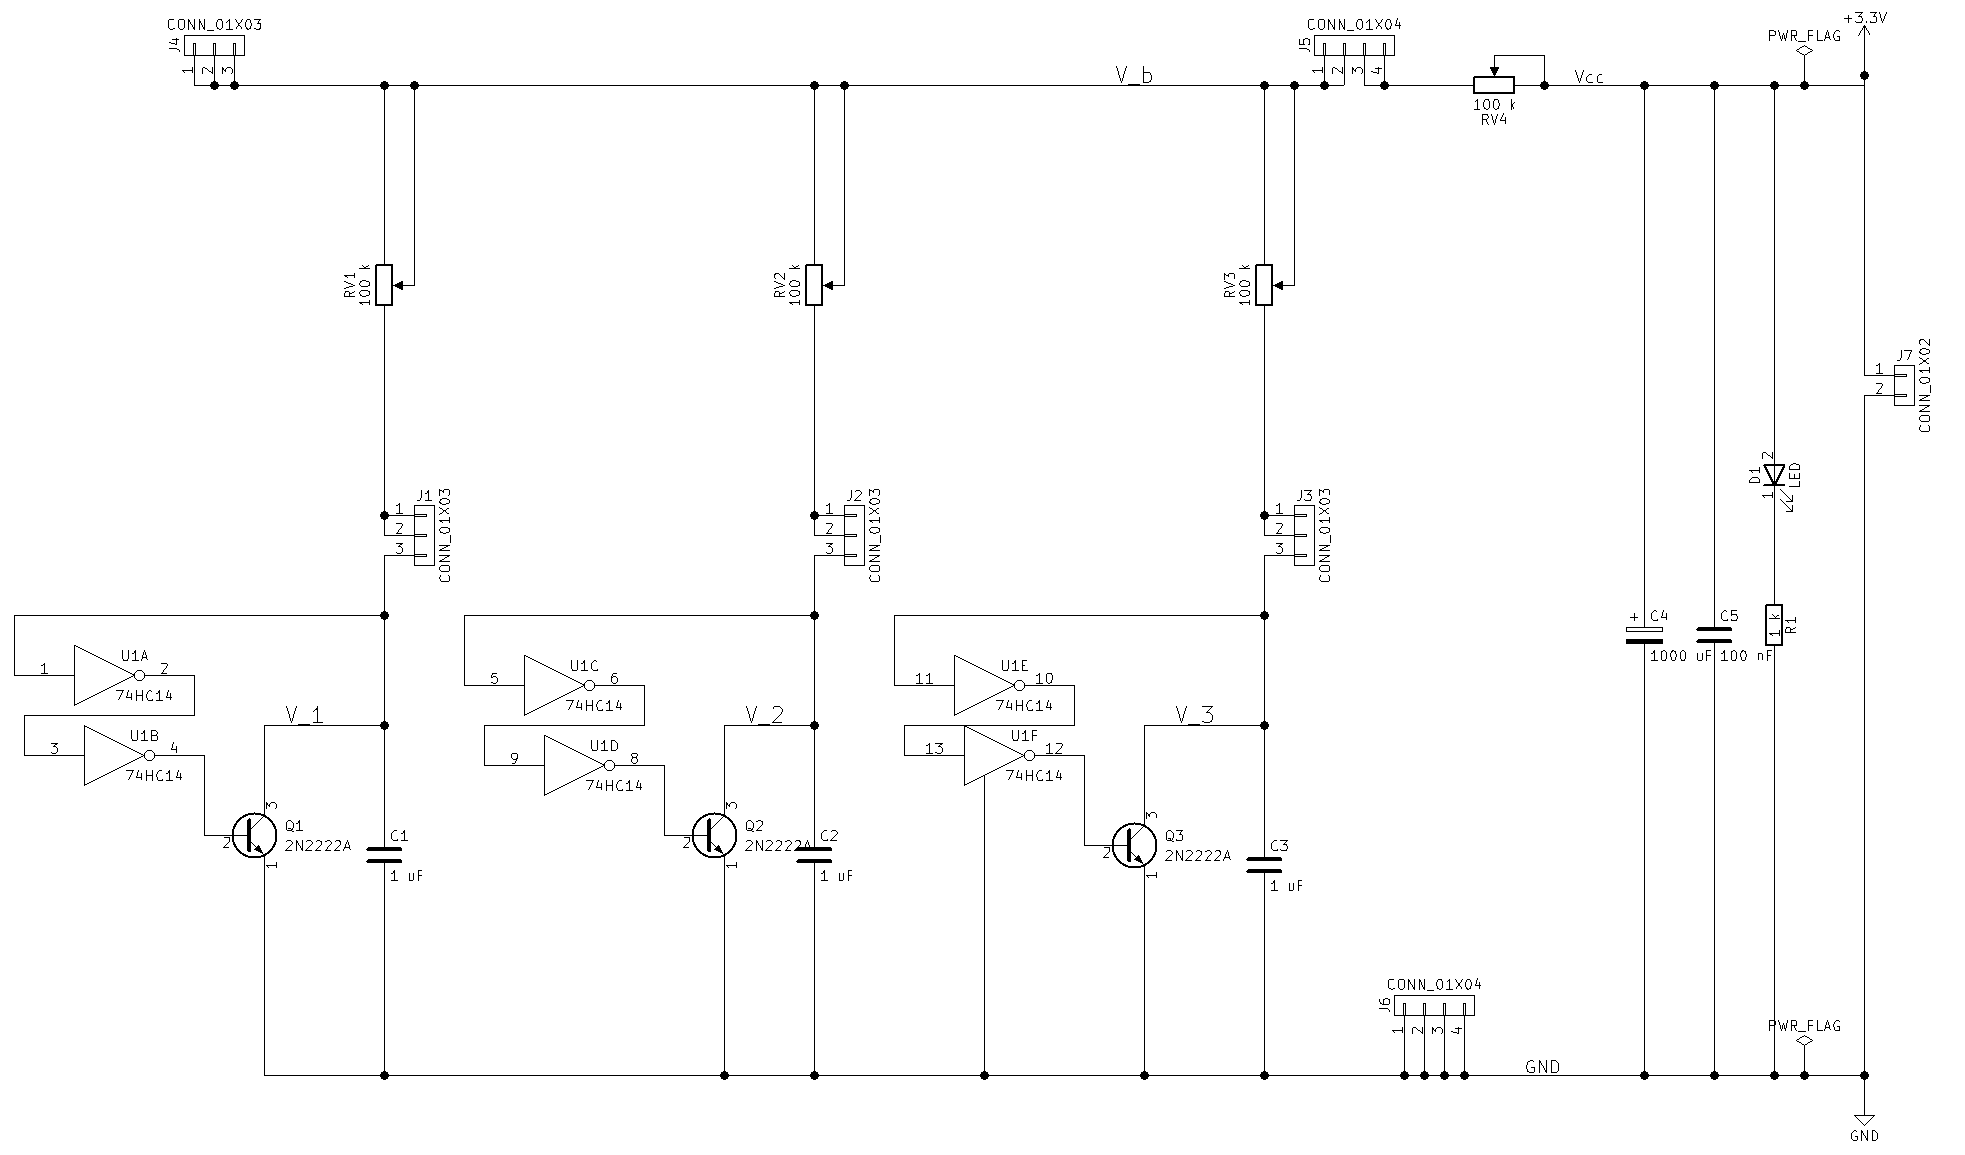 CONN_01X03
J4
1 2 3
CONN_01X04
J5
1 2 3 4
V_b
100 k
RV4
Vcc
PWR_FLAG
+3.3V
RV1
100 k
RV2
100 k
RV3
100 k
J7
CONN_01X02
1
2
J1
CONN_01X03
1
2
3
J2
CONN_01X03
1
2
3
J3
CONN_01X03
1
2
3
D1
2
1
LED
U1A
1
2
74HC14
U1B
3
4
74HC14
V_1
3
2
1
Q1
2N2222A
C1
1 uF
U1C
5
6
74HC14
U1D
9
8
74HC14
V_2
3
2
1
Q2
2N2222A
C2
1 uF
U1E
11
10
74HC14
U1F
13
12
74HC14
V_3
3
2
1
Q3
2N2222A
C3
1 uF
+
C4
1000 uF
C5
100 nF
1 k
R1
CONN_01X04
J6
1 2 3 4
GND
PWR_FLAG
GND